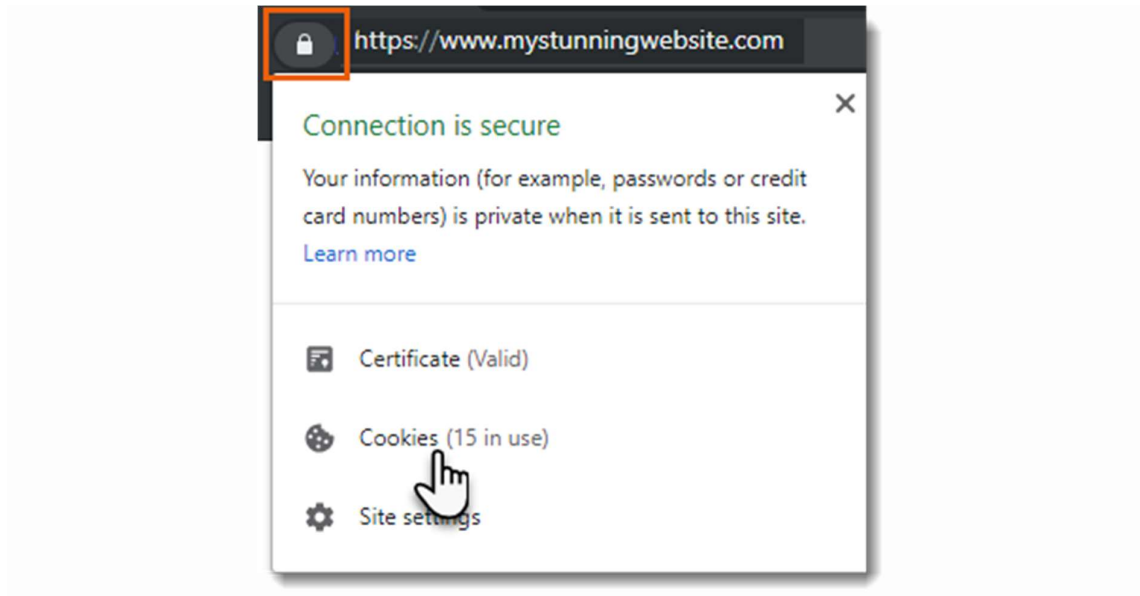 https://www.mystunningwebsite.com
Connection is secure
Your information (for example, passwords or credit
card numbers) is private when it is sent to this site.
Learn more
Certificate (Valid)
Cookies (15 in use)
Site settings